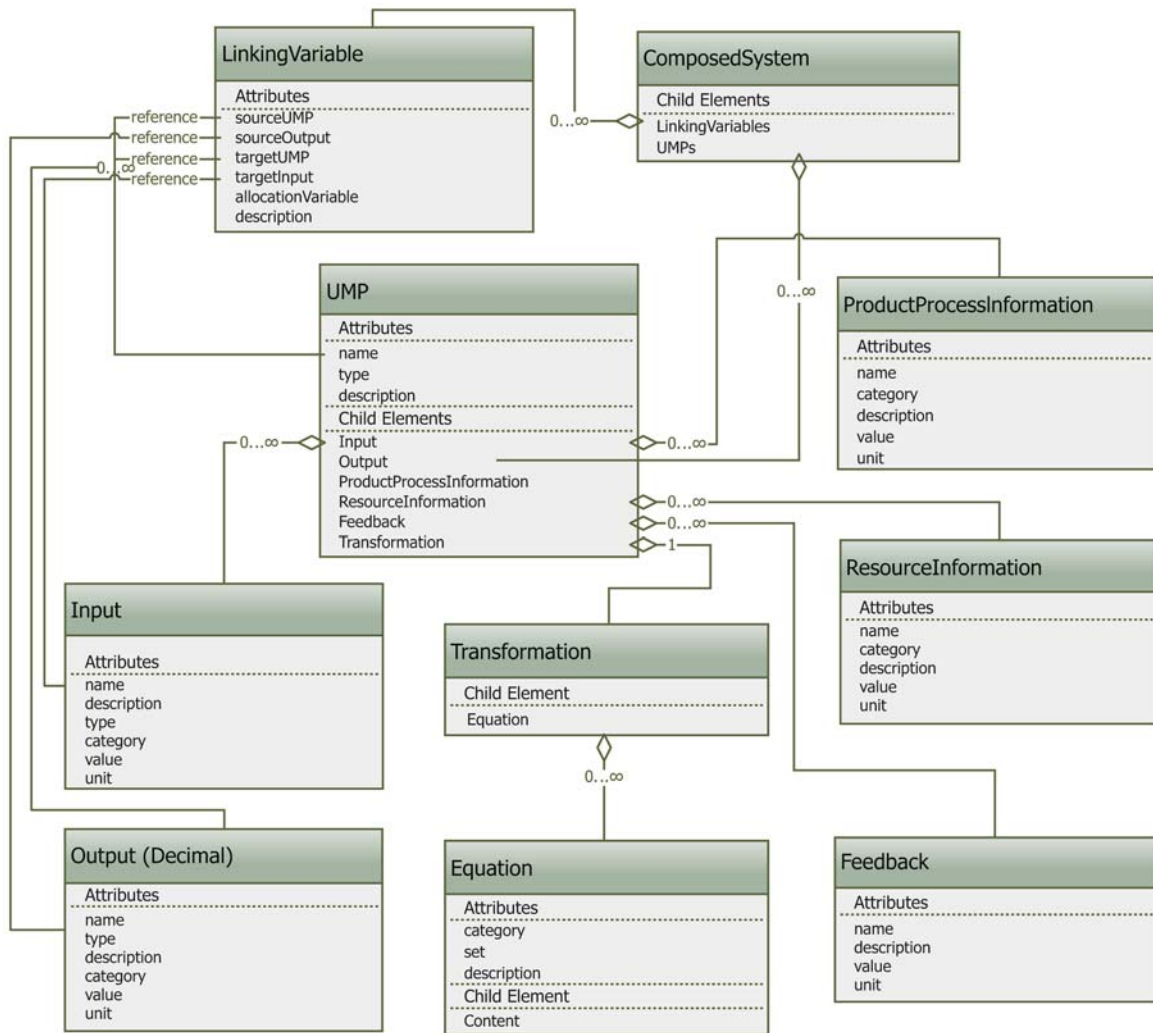 LinkingVariable
Attributes
reference
sourceUMP
reference
sourceOutput
0...∞
reference
targetUMP
reference
targetInput
allocationVariable
description
0...∞
ComposedSystem
Child Elements
LinkingVariables
UMPs
0...∞
UMP
Attributes
name
type
description
Child Elements
Input
Output
ProductProcessInformation
ResourceInformation
Feedback
Transformation
0...∞
0...∞
0...∞
0...∞
1
ProductProcessInformation
Attributes
name
category
description
value
unit
Input
Attributes
name
description
type
category
value
unit
Transformation
Child Element
Equation
0...∞
ResourceInformation
Attributes
name
category
description
value
unit
Output (Decimal)
Attributes
name
type
description
category
value
unit
Equation
Attributes
category
set
description
Child Element
Content
Feedback
Attributes
name
description
value
unit